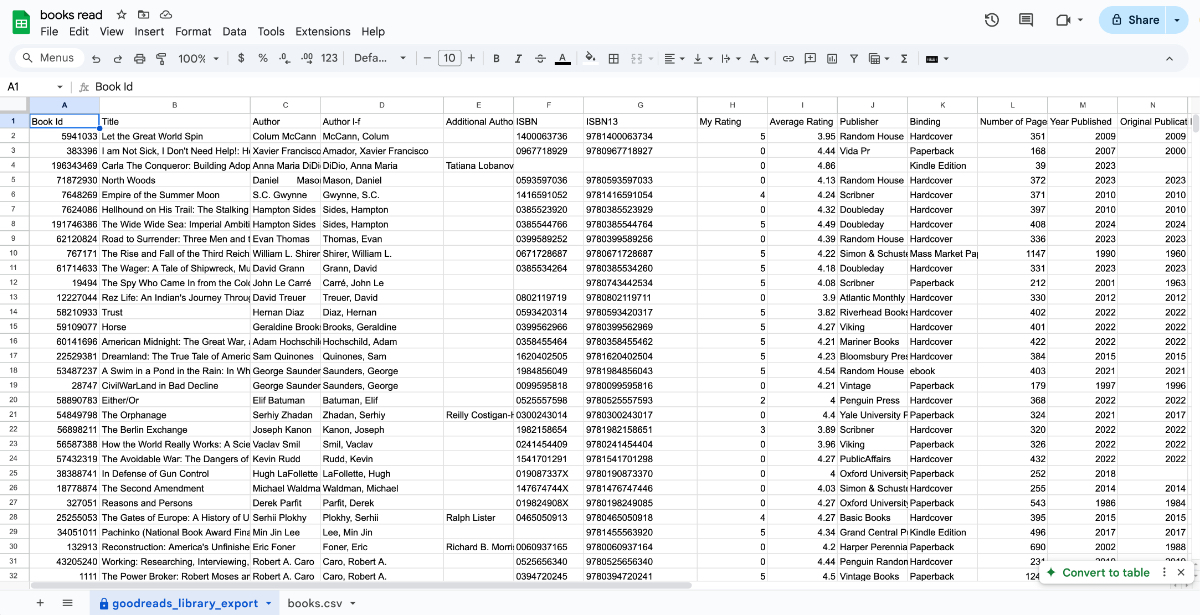 books read
File Edit View Insert Format Data Tools Extensions Help
Share
Menus 100% $ % .0 .00 123 Defa... − 10 + B I A Σ
A1 fx Book Id
A B C D E F G H I J K L M N
1 Book Id Title Author Author l-f Additional Autho ISBN ISBN13 My Rating Average Rating Publisher Binding Number of Page Year Published Original Publicat
2 5941033 Let the Great World Spin Colum McCann McCann, Colum 1400063736 9781400063734 5 3.95 Random House Hardcover 351 2009 2009
3 383396 I am Not Sick, I Don't Need Help!: H Xavier Francisco Amador, Xavier Francisco 0967718929 9780967718927 0 4.44 Vida Pr Paperback 168 2007 2000
4 196343469 Carla The Conqueror: Building Adop Anna Maria DiDi DiDio, Anna Maria Tatiana Lobanov 0 4.86 Kindle Edition 39 2023
5 71872930 North Woods Daniel Maso Mason, Daniel 0593597036 9780593597033 0 4.13 Random House Hardcover 372 2023 2023
6 7648269 Empire of the Summer Moon S.C. Gwynne Gwynne, S.C. 1416591052 9781416591054 4 4.24 Scribner Hardcover 371 2010 2010
7 7624086 Hellhound on His Trail: The Stalking Hampton Sides Sides, Hampton 0385523920 9780385523929 0 4.32 Doubleday Hardcover 397 2010 2010
8 191746386 The Wide Wide Sea: Imperial Ambiti Hampton Sides Sides, Hampton 0385544766 9780385544764 5 4.49 Doubleday Hardcover 408 2024 2024
9 62120824 Road to Surrender: Three Men and t Evan Thomas Thomas, Evan 0399589252 9780399589256 0 4.39 Random House Hardcover 336 2023 2023
10 767171 The Rise and Fall of the Third Reich William L. Shirer Shirer, William L. 0671728687 9780671728687 5 4.22 Simon & Schuste Mass Market Pap 1147 1990 1960
11 61714633 The Wager: A Tale of Shipwreck, Mu David Grann Grann, David 0385534264 9780385534260 5 4.18 Doubleday Hardcover 331 2023 2023
12 19494 The Spy Who Came In from the Colc John Le Carré Carré, John Le 9780743442534 5 4.08 Scribner Paperback 212 2001 1963
13 12227044 Rez Life: An Indian's Journey Throug David Treuer Treuer, David 0802119719 9780802119711 0 3.9 Atlantic Monthly Hardcover 330 2012 2012
14 58210933 Trust Hernan Diaz Diaz, Hernan 0593420314 9780593420317 5 3.82 Riverhead Books Hardcover 402 2022 2022
15 59109077 Horse Geraldine Brook Brooks, Geraldine 0399562966 9780399562969 5 4.27 Viking Hardcover 401 2022 2022
16 60141696 American Midnight: The Great War, Adam Hochschil Hochschild, Adam 0358455464 9780358455462 5 4.21 Mariner Books Hardcover 422 2022 2022
17 22529381 Dreamland: The True Tale of Americ Sam Quinones Quinones, Sam 1620402505 9781620402504 5 4.23 Bloomsbury Pres Hardcover 384 2015 2015
18 53487237 A Swim in a Pond in the Rain: In Wh George Saunder Saunders, George 1984856049 9781984856043 5 4.54 Random House ebook 403 2021 2021
19 28747 CivilWarLand in Bad Decline George Saunder Saunders, George 0099595818 9780099595816 0 4.21 Vintage Paperback 179 1997 1996
20 58890783 Either/Or Elif Batuman Batuman, Elif 0525557598 9780525557593 2 4 Penguin Press Hardcover 368 2022 2022
21 54849798 The Orphanage Serhiy Zhadan Zhadan, Serhiy Reilly Costigan-H 0300243014 9780300243017 0 4.4 Yale University P Paperback 324 2021 2017
22 56898211 The Berlin Exchange Joseph Kanon Kanon, Joseph 1982158654 9781982158651 3 3.89 Scribner Hardcover 320 2022 2022
23 56587388 How the World Really Works: A Scie Vaclav Smil Smil, Vaclav 0241454409 9780241454404 0 3.96 Viking Paperback 326 2022 2022
24 57432319 The Avoidable War: The Dangers of Kevin Rudd Rudd, Kevin 1541701291 9781541701298 0 4.27 PublicAffairs Hardcover 432 2022 2022
25 38388741 In Defense of Gun Control Hugh LaFollette LaFollette, Hugh 019087337X 9780190873370 0 4 Oxford University Paperback 252 2018
26 18778874 The Second Amendment Michael Waldma Waldman, Michael 147674744X 9781476747446 0 4.03 Simon & Schuste Hardcover 255 2014 2014
27 327051 Reasons and Persons Derek Parfit Parfit, Derek 019824908X 9780198249085 0 4.27 Oxford University Paperback 543 1986 1984
28 25255053 The Gates of Europe: A History of U Serhii Plokhy Plokhy, Serhii Ralph Lister 0465050913 9780465050918 4 4.27 Basic Books Hardcover 395 2015 2015
29 34051011 Pachinko (National Book Award Fina Min Jin Lee Lee, Min Jin 9781455563920 5 4.34 Grand Central Pu Kindle Edition 496 2017 2017
30 132913 Reconstruction: America's Unfinishe Eric Foner Foner, Eric Richard B. Morri 0060937165 9780060937164 0 4.2 Harper Perennia Paperback 690 2002 1988
31 43205240 Working: Researching, Interviewing, Robert A. Caro Caro, Robert A. 0525656340 9780525656340 0 4.44 Penguin Random Hardcover
32 1111 The Power Broker: Robert Moses an Robert A. Caro Caro, Robert A. 0394720245 9780394720241 5 4.5 Vintage Books Paperback
Convert to table
+ goodreads_library_export books.csv